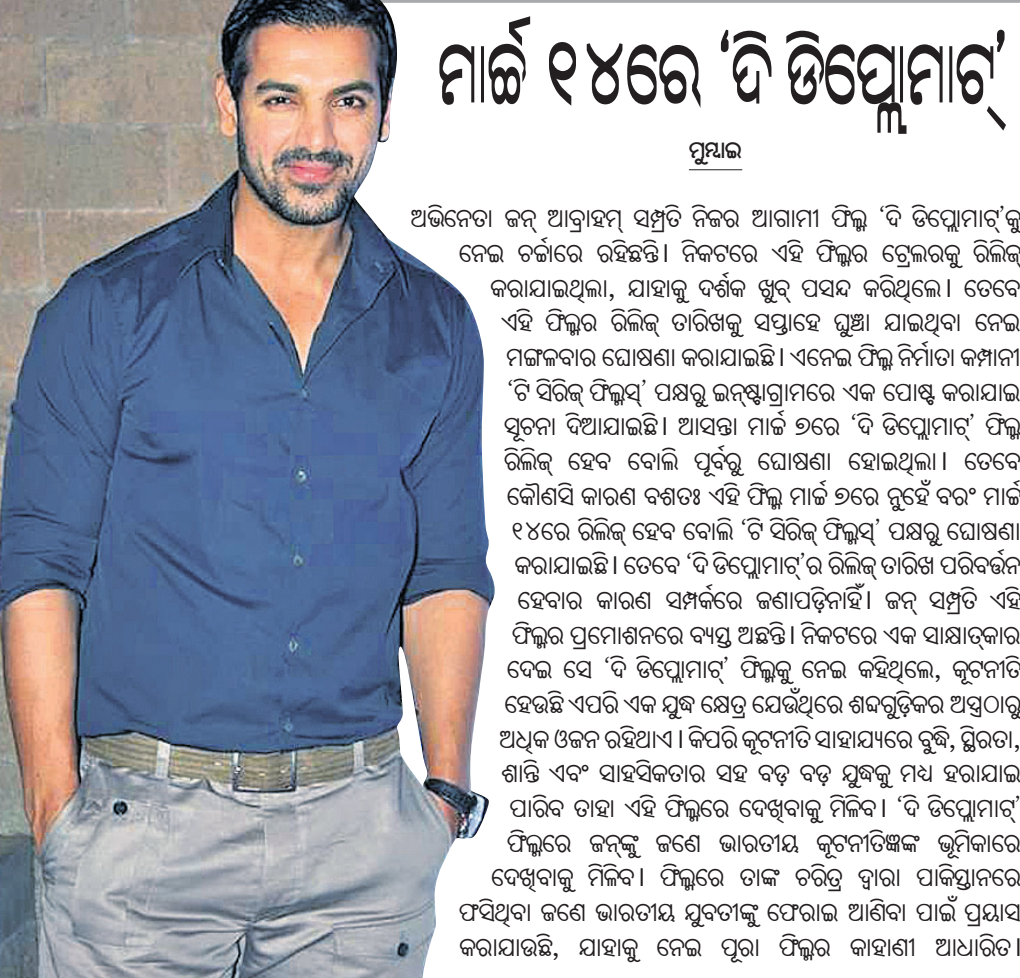 ମାର୍ଚ୍ଚ ୧୪ରେ ‘ଦି ଡିପ୍ଲୋମାଟ୍’
ମୁମ୍ବାଇ
ଅଭିନେତା ଜନ୍ ଆବ୍ରାହମ୍ ସମ୍ପ୍ରତି ନିଜର ଆଗାମୀ ଫିଲ୍ମ ‘ଦି ଡିପ୍ଲୋମାଟ୍’କୁ
ନେଇ ଚର୍ଚ୍ଚାରେ ରହିଛନ୍ତି। ନିକଟରେ ଏହି ଫିଲ୍ମର ଟ୍ରେଲରକୁ ରିଲିଜ୍
କରାଯାଇଥିଲା, ଯାହାକୁ ଦର୍ଶକ ଖୁବ୍ ପସନ୍ଦ କରିଥିଲେ। ତେବେ
ଏହି ଫିଲ୍ମର ରିଲିଜ୍ ତାରିଖକୁ ସପ୍ତାହେ ଘୁଞ୍ଚା ଯାଇଥିବା ନେଇ
ମଙ୍ଗଳବାର ଘୋଷଣା କରାଯାଇଛି। ଏନେଇ ଫିଲ୍ମ ନିର୍ମାତା କମ୍ପାନୀ
‘ଟି ସିରିଜ୍ ଫିଲ୍ମସ୍’ ପକ୍ଷରୁ ଇନ୍‌ଷ୍ଟାଗ୍ରାମରେ ଏକ ପୋଷ୍ଟ କରାଯାଇ
ସୂଚନା ଦିଆଯାଇଛି। ଆସନ୍ତା ମାର୍ଚ୍ଚ ୭ରେ ‘ଦି ଡିପ୍ଲୋମାଟ୍’ ଫିଲ୍ମ
ରିଲିଜ୍ ହେବ ବୋଲି ପୂର୍ବରୁ ଘୋଷଣା ହୋଇଥିଲା। ତେବେ
କୌଣସି କାରଣ ବଶତଃ ଏହି ଫିଲ୍ମ ମାର୍ଚ୍ଚ ୭ରେ ନୁହେଁ ବରଂ ମାର୍ଚ୍ଚ
୧୪ରେ ରିଲିଜ୍ ହେବ ବୋଲି ‘ଟି ସିରିଜ୍ ଫିଲ୍ମସ୍’ ପକ୍ଷରୁ ଘୋଷଣା
କରାଯାଇଛି। ତେବେ ‘ଦି ଡିପ୍ଲୋମାଟ୍’ର ରିଲିଜ୍ ତାରିଖ ପରିବର୍ତ୍ତନ
ହେବାର କାରଣ ସମ୍ପର୍କରେ ଜଣାପଡ଼ିନାହିଁ। ଜନ୍ ସମ୍ପ୍ରତି ଏହି
ଫିଲ୍ମର ପ୍ରମୋଶନରେ ବ୍ୟସ୍ତ ଅଛନ୍ତି। ନିକଟରେ ଏକ ସାକ୍ଷାତ୍‌କାର
ଦେଇ ସେ ‘ଦି ଡିପ୍ଲୋମାଟ୍’ ଫିଲ୍ମକୁ ନେଇ କହିଥିଲେ, କୂଟନୀତି
ହେଉଛି ଏପରି ଏକ ଯୁଦ୍ଧ କ୍ଷେତ୍ର ଯେଉଁଥିରେ ଶବ୍ଦଗୁଡ଼ିକର ଅସ୍ତ୍ରଠାରୁ
ଅଧିକ ଓଜନ ରହିଥାଏ। କିପରି କୂଟନୀତି ସାହାଯ୍ୟରେ ବୁଦ୍ଧି, ସ୍ଥିରତା,
ଶାନ୍ତି ଏବଂ ସାହସିକତାର ସହ ବଡ଼ ବଡ଼ ଯୁଦ୍ଧକୁ ମଧ୍ୟ ହରାଯାଇ
ପାରିବ ତାହା ଏହି ଫିଲ୍ମରେ ଦେଖିବାକୁ ମିଳିବ। ‘ଦି ଡିପ୍ଲୋମାଟ୍’
ଫିଲ୍ମରେ ଜନ୍‌ଙ୍କୁ ଜଣେ ଭାରତୀୟ କୂଟନୀତିଜ୍ଞଙ୍କ ଭୂମିକାରେ
ଦେଖିବାକୁ ମିଳିବ। ଫିଲ୍ମରେ ତାଙ୍କ ଚରିତ୍ର ଦ୍ୱାରା ପାକିସ୍ତାନରେ
ଫସିଥିବା ଜଣେ ଭାରତୀୟ ଯୁବତୀଙ୍କୁ ଫେରାଇ ଆଣିବା ପାଇଁ ପ୍ରୟାସ
କରାଯାଉଛି, ଯାହାକୁ ନେଇ ପୂରା ଫିଲ୍ମର କାହାଣୀ ଆଧାରିତ।